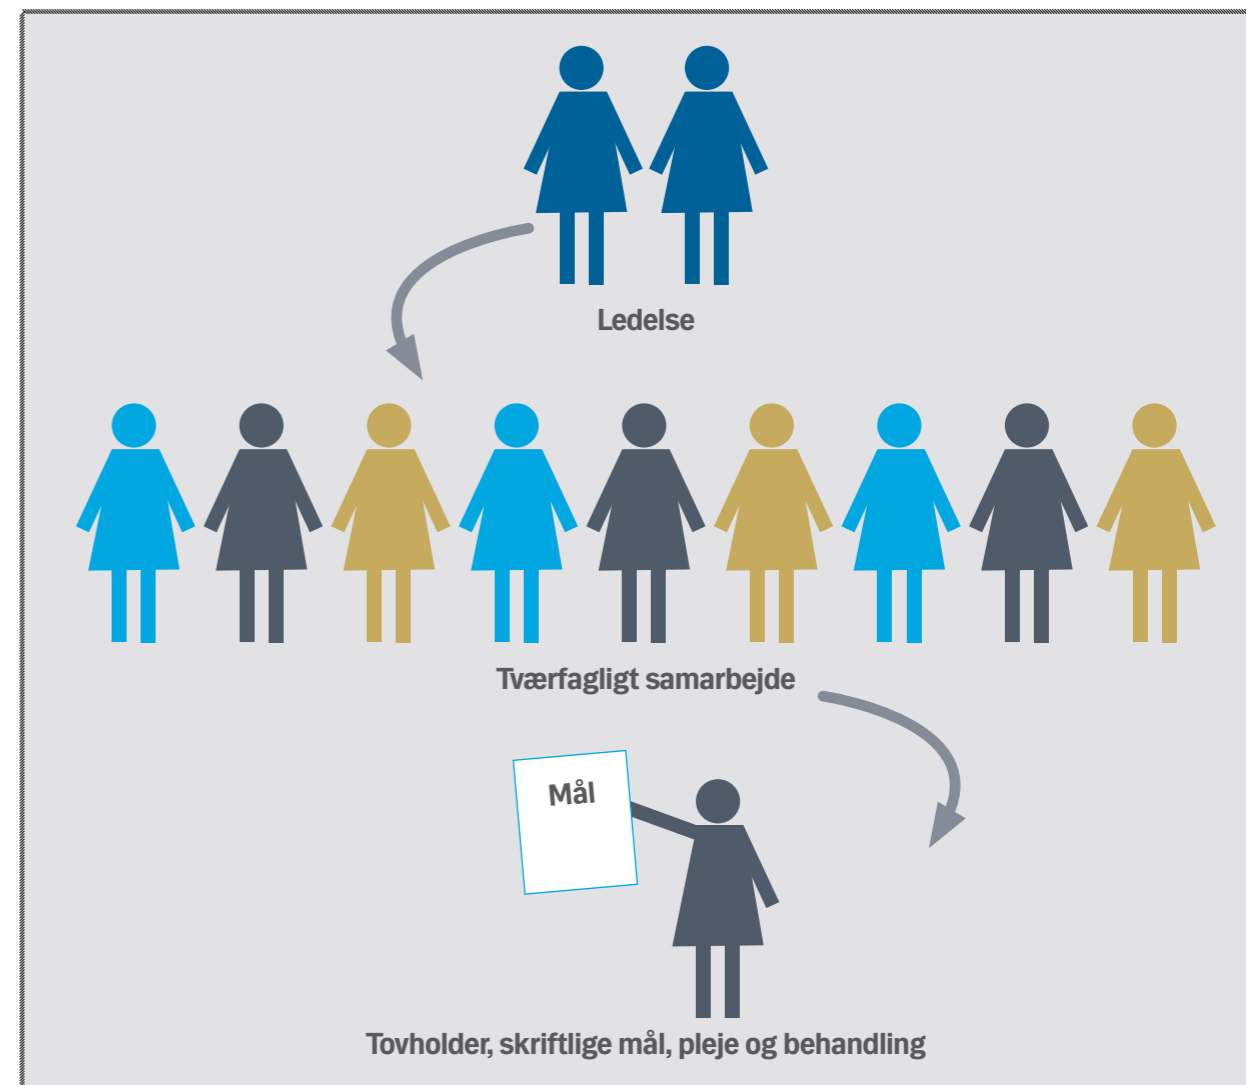 Ledelse
Tværfagligt samarbejde
Mål
Tovholder, skriftlige mål, pleje og behandling